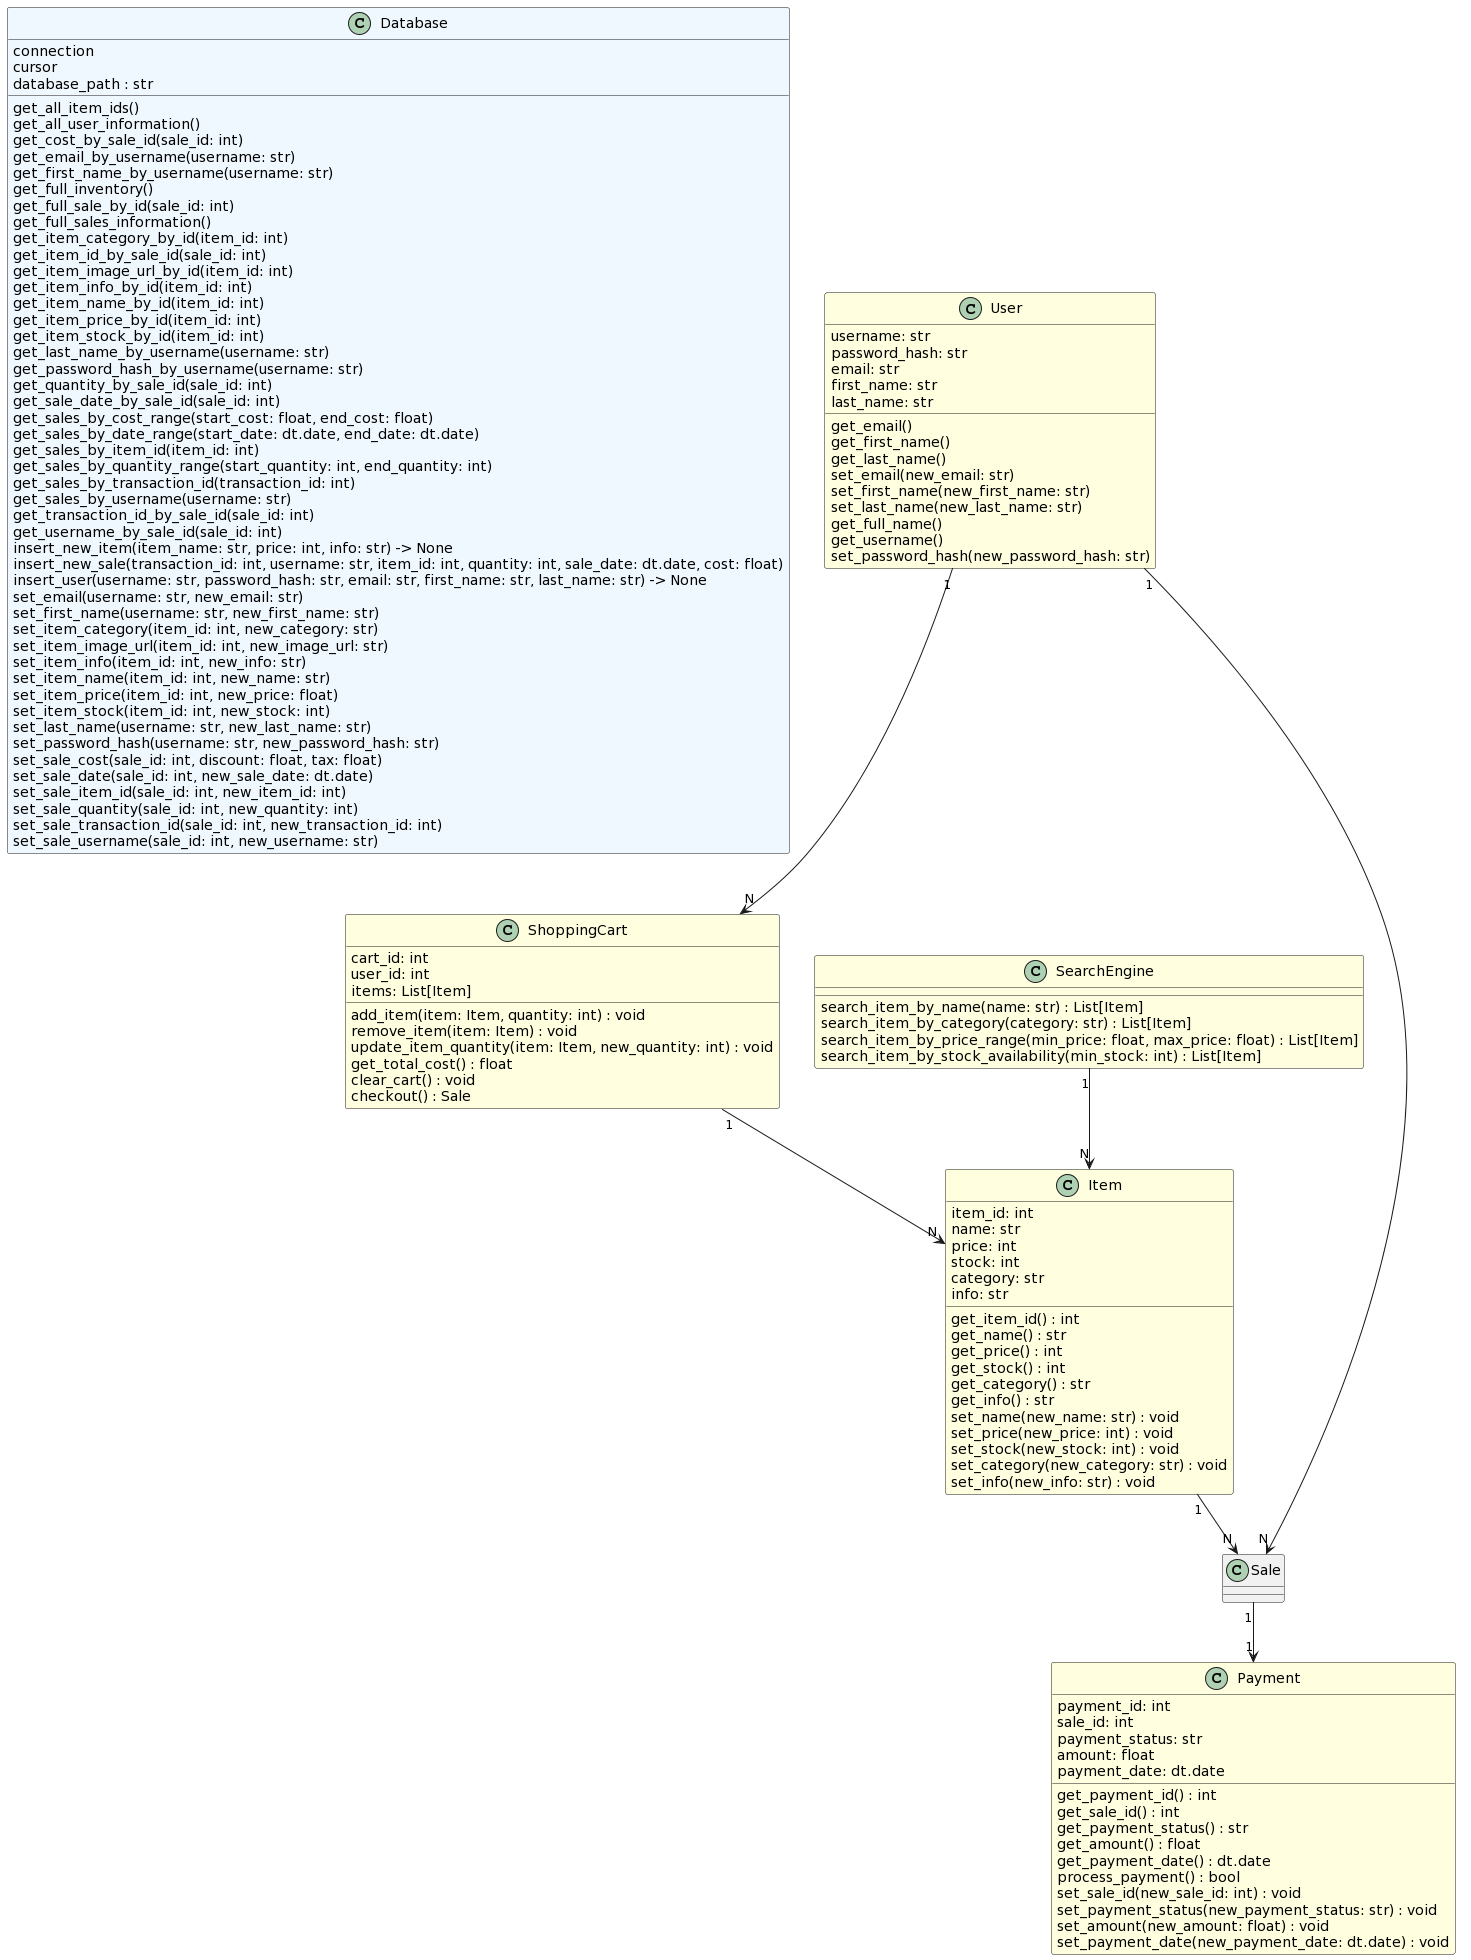 C Database
connection
cursor
database_path : str
get_all_item_ids()
get_all_user_information()
get_cost_by_sale_id(sale_id: int)
get_email_by_username(username: str)
get_first_name_by_username(username: str)
get_full_inventory()
get_full_sale_by_id(sale_id: int)
get_full_sales_information()
get_item_category_by_id(item_id: int)
get_item_id_by_sale_id(sale_id: int)
get_item_image_url_by_id(item_id: int)
get_item_info_by_id(item_id: int)
get_item_name_by_id(item_id: int)
get_item_price_by_id(item_id: int)
get_item_stock_by_id(item_id: int)
get_last_name_by_username(username: str)
get_password_hash_by_username(username: str)
get_quantity_by_sale_id(sale_id: int)
get_sale_date_by_sale_id(sale_id: int)
get_sales_by_cost_range(start_cost: float, end_cost: float)
get_sales_by_date_range(start_date: dt.date, end_date: dt.date)
get_sales_by_item_id(item_id: int)
get_sales_by_quantity_range(start_quantity: int, end_quantity: int)
get_sales_by_transaction_id(transaction_id: int)
get_sales_by_username(username: str)
get_transaction_id_by_sale_id(sale_id: int)
get_username_by_sale_id(sale_id: int)
insert_new_item(item_name: str, price: int, info: str) -> None
insert_new_sale(transaction_id: int, username: str, item_id: int, quantity: int, sale_date: dt.date, cost: float)
insert_user(username: str, password_hash: str, email: str, first_name: str, last_name: str) -> None
set_email(username: str, new_email: str)
set_first_name(username: str, new_first_name: str)
set_item_category(item_id: int, new_category: str)
set_item_image_url(item_id: int, new_image_url: str)
set_item_info(item_id: int, new_info: str)
set_item_name(item_id: int, new_name: str)
set_item_price(item_id: int, new_price: float)
set_item_stock(item_id: int, new_stock: int)
set_last_name(username: str, new_last_name: str)
set_password_hash(username: str, new_password_hash: str)
set_sale_cost(sale_id: int, discount: float, tax: float)
set_sale_date(sale_id: int, new_sale_date: dt.date)
set_sale_item_id(sale_id: int, new_item_id: int)
set_sale_quantity(sale_id: int, new_quantity: int)
set_sale_transaction_id(sale_id: int, new_transaction_id: int)
set_sale_username(sale_id: int, new_username: str)
C User
username: str
password_hash: str
email: str
first_name: str
last_name: str
get_email()
get_first_name()
get_last_name()
set_email(new_email: str)
set_first_name(new_first_name: str)
set_last_name(new_last_name: str)
get_full_name()
get_username()
set_password_hash(new_password_hash: str)
1
1
N
C ShoppingCart
cart_id: int
user_id: int
items: List[Item]
add_item(item: Item, quantity: int) : void
remove_item(item: Item) : void
update_item_quantity(item: Item, new_quantity: int) : void
get_total_cost() : float
clear_cart() : void
checkout() : Sale
1
N
C SearchEngine
search_item_by_name(name: str) : List[Item]
search_item_by_category(category: str) : List[Item]
search_item_by_price_range(min_price: float, max_price: float) : List[Item]
search_item_by_stock_availability(min_stock: int) : List[Item]
1
N
C Item
item_id: int
name: str
price: int
stock: int
category: str
info: str
get_item_id() : int
get_name() : str
get_price() : int
get_stock() : int
get_category() : str
get_info() : str
set_name(new_name: str) : void
set_price(new_price: int) : void
set_stock(new_stock: int) : void
set_category(new_category: str) : void
set_info(new_info: str) : void
1
N
N
C Sale
1
1
C Payment
payment_id: int
sale_id: int
payment_status: str
amount: float
payment_date: dt.date
get_payment_id() : int
get_sale_id() : int
get_payment_status() : str
get_amount() : float
get_payment_date() : dt.date
process_payment() : bool
set_sale_id(new_sale_id: int) : void
set_payment_status(new_payment_status: str) : void
set_amount(new_amount: float) : void
set_payment_date(new_payment_date: dt.date) : void